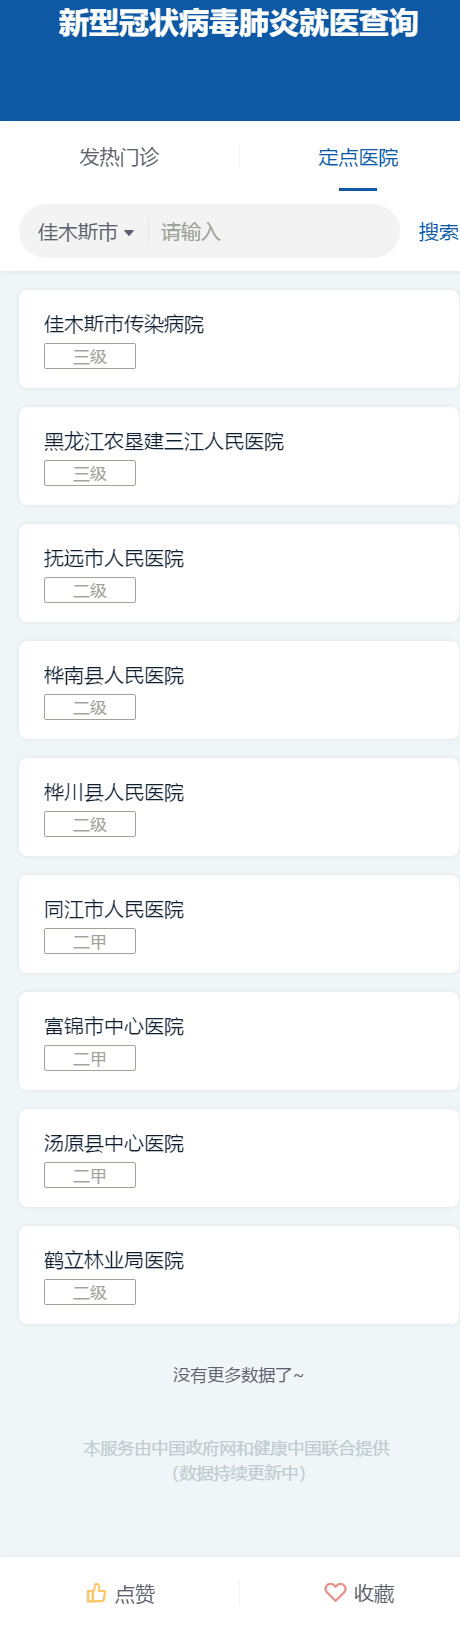 新型冠状病毒肺炎就医查询
发热门诊
定点医院
佳木斯市 请输入 搜索
佳木斯市传染病院
三级
黑龙江农垦建三江人民医院
三级
抚远市人民医院
二级
桦南县人民医院
二级
桦川县人民医院
二级
同江市人民医院
二甲
富锦市中心医院
二甲
汤原县中心医院
二甲
鹤立林业局医院
二级
没有更多数据了~
本服务由中国政府网和健康中国联合提供
（数据持续更新中）
点赞
收藏